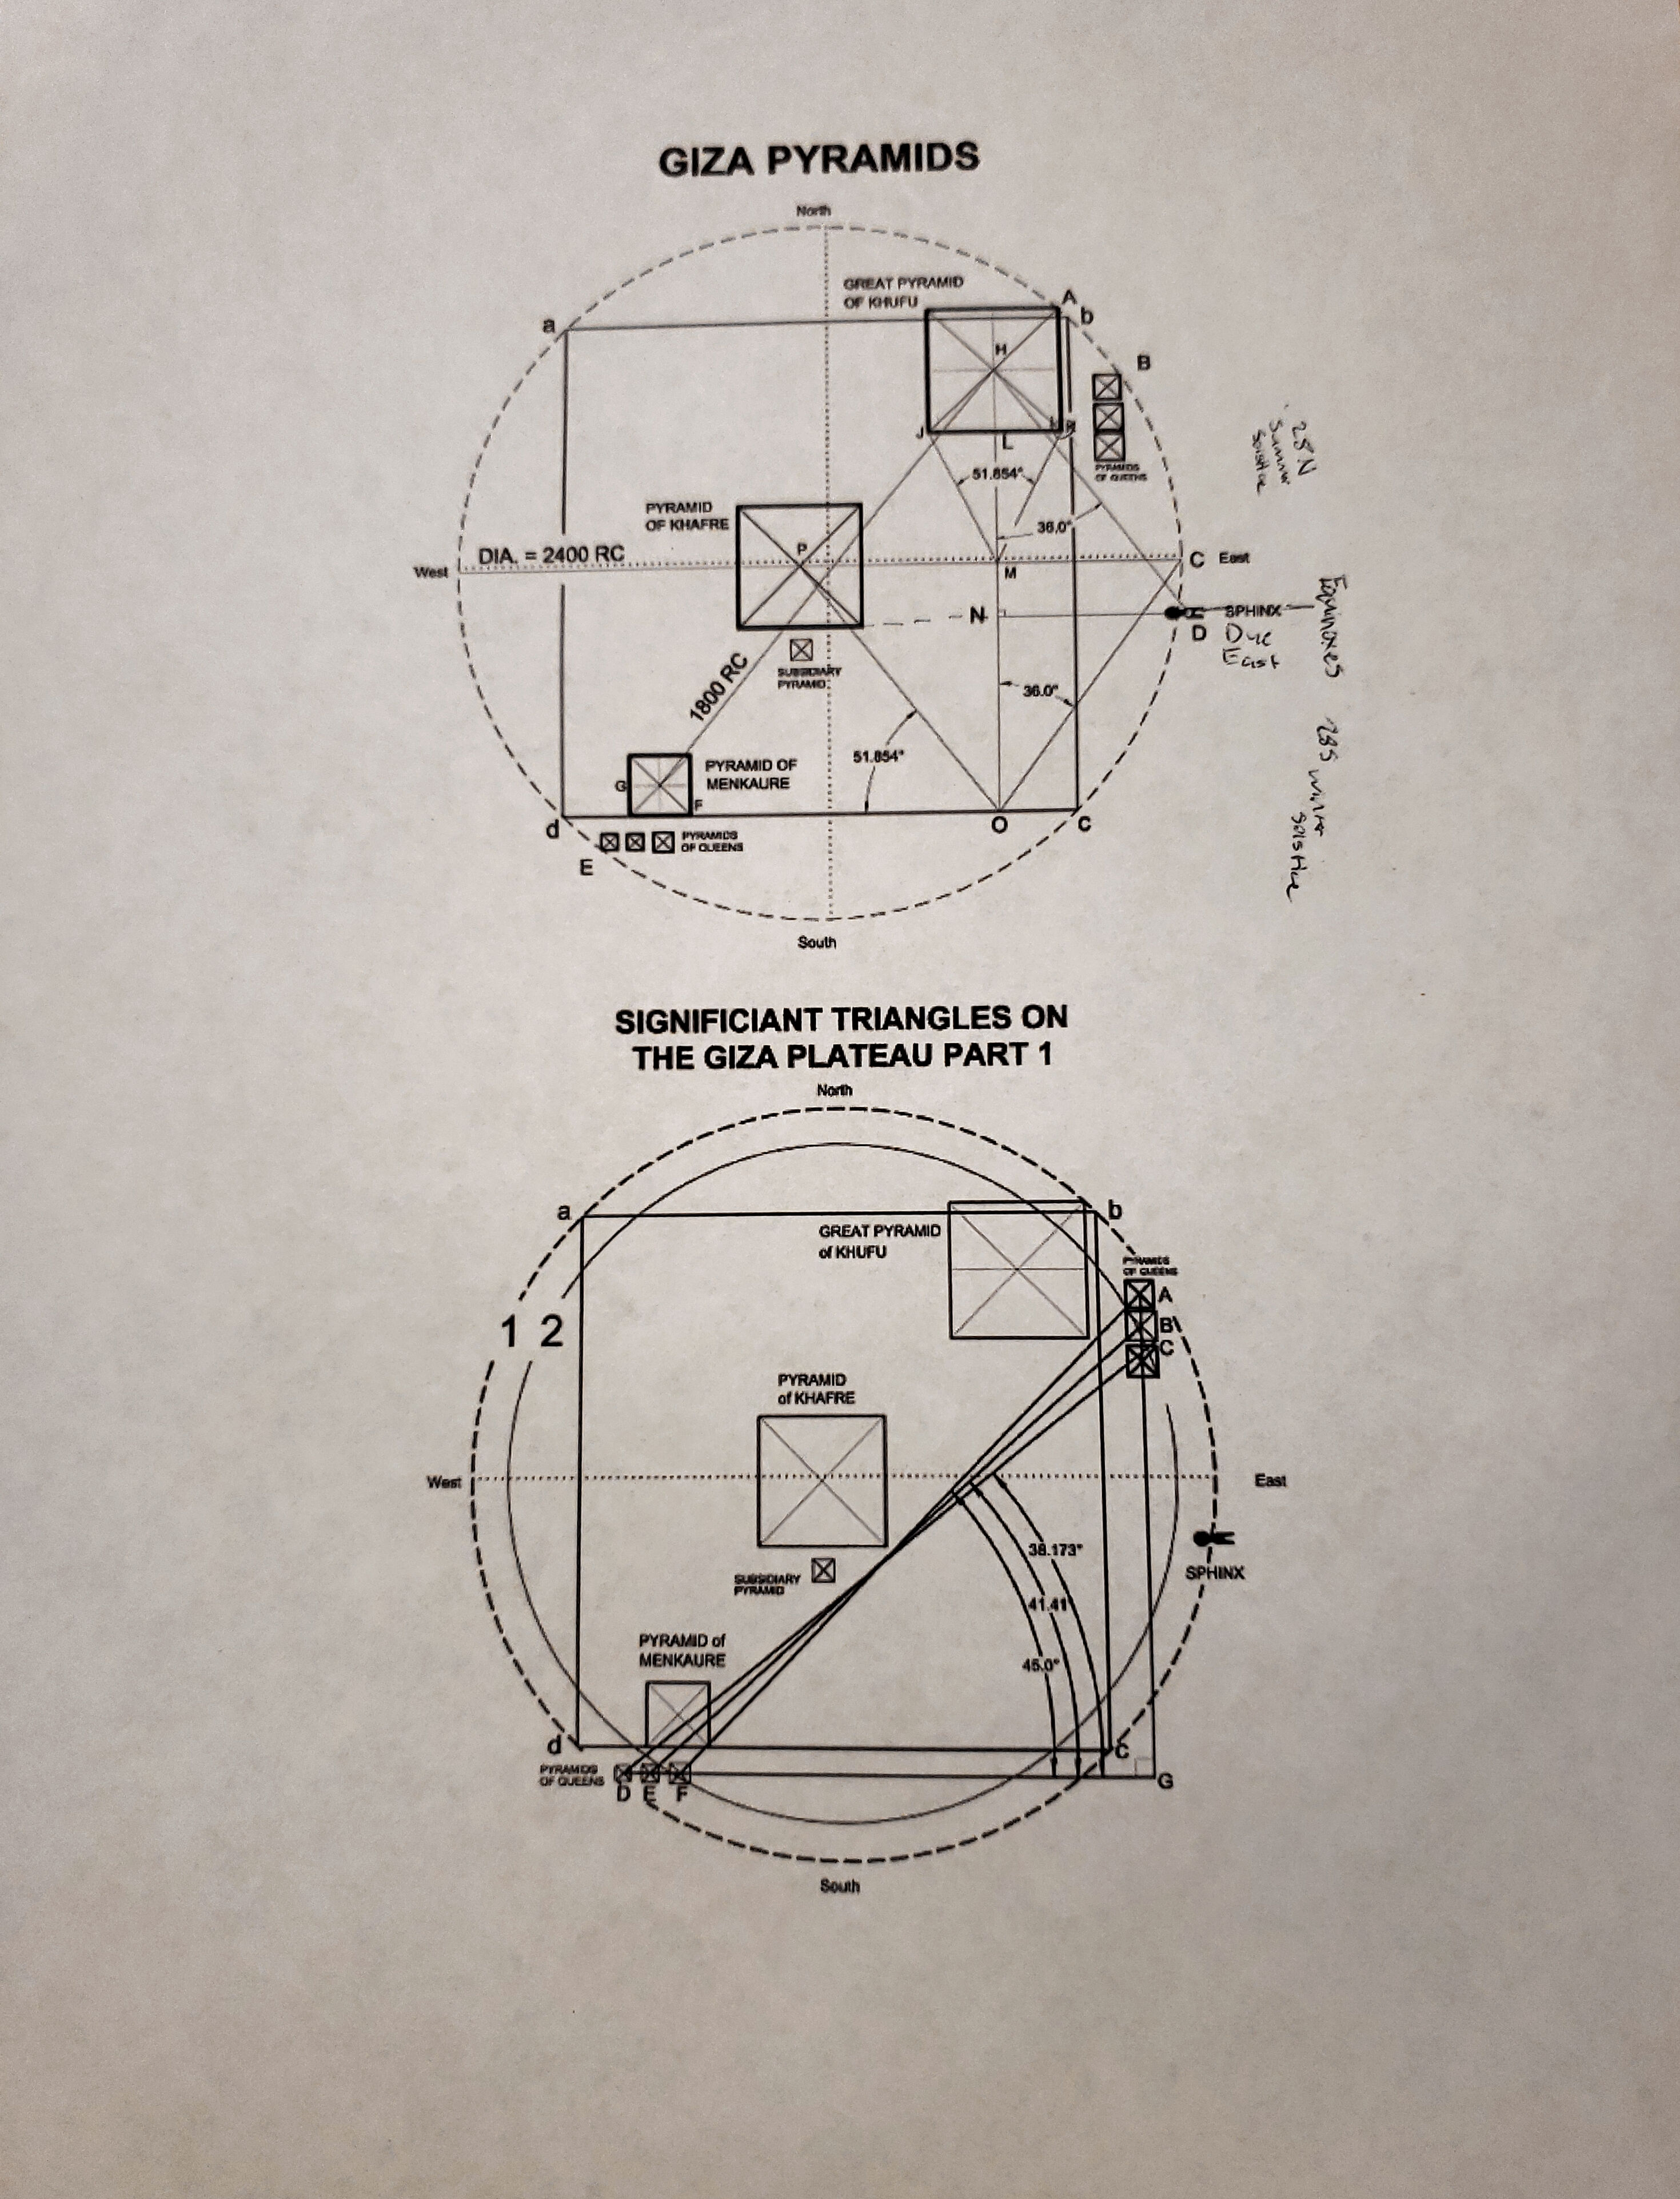 GIZA PYRAMIDS
North
GREAT PYRAMID
OF KHUFU
A
a
b
H
B
J
L
K
PYRAMIDS
OF QUEENS
51.854°
28 N
Summer
Solstice
PYRAMID
OF KHAFRE
36.0°
P
DIA. = 2400 RC
West
M
C
East
N
SPHINX
D
Due
East
Equinoxes
SUBSIDIARY
PYRAMID
1800 RC
36.0°
28S winter
Solstice
51.854°
PYRAMID OF
MENKAURE
G
F
d
O
c
PYRAMIDS
OF QUEENS
E
South
SIGNIFICIANT TRIANGLES ON
THE GIZA PLATEAU PART 1
North
a
b
GREAT PYRAMID
of KHUFU
PYRAMIDS
OF QUEENS
A
B
C
1 2
PYRAMID
of KHAFRE
West
East
38.173°
SPHINX
SUBSIDIARY
PYRAMID
41.41°
PYRAMID of
MENKAURE
45.0°
d
c
PYRAMIDS
OF QUEENS
D E F
G
South